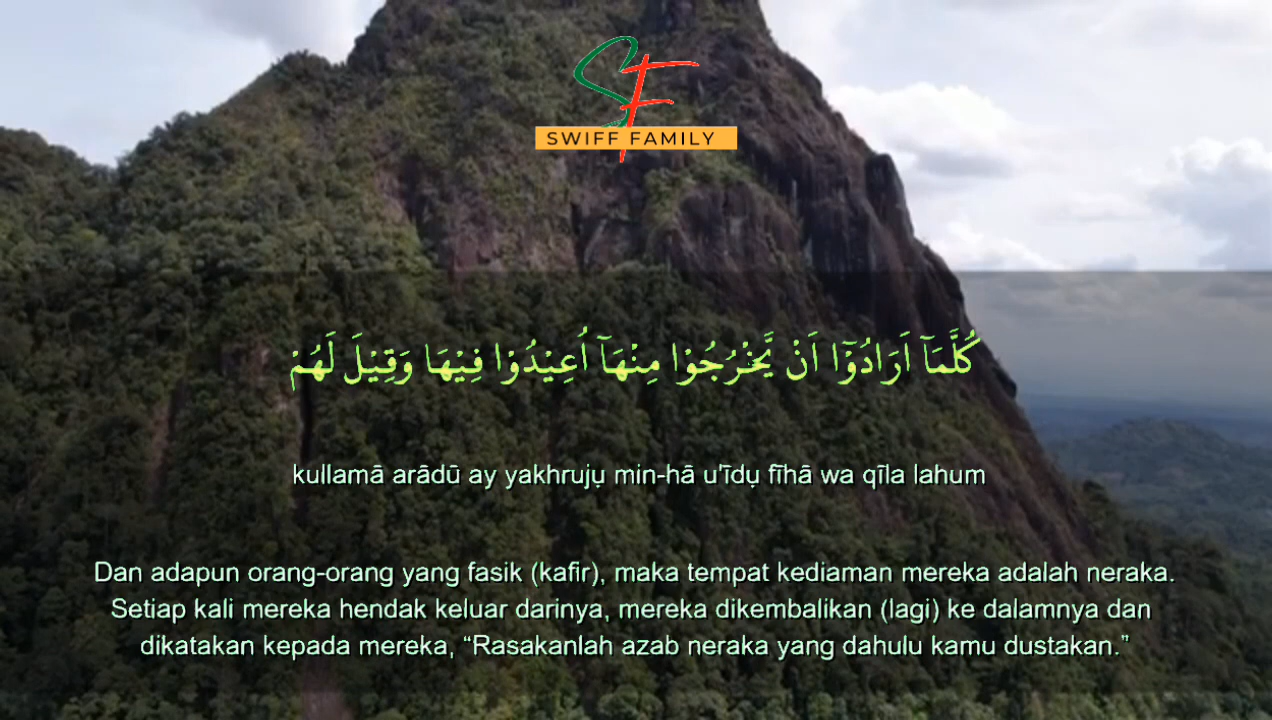 SF
SWIFF FAMILY
كُلَّمَآ اَرَادُوْٓا اَنْ يَّخْرُجُوْا مِنْهَآ اُعِيْدُوْا فِيْهَا وَقِيْلَ لَهُمْ
kullamā arādū ay yakhrujụ min-hā u'īdụ fīhā wa qīla lahum
Dan adapun orang-orang yang fasik (kafir), maka tempat kediaman mereka adalah neraka.
Setiap kali mereka hendak keluar darinya, mereka dikembalikan (lagi) ke dalamnya dan
dikatakan kepada mereka, “Rasakanlah azab neraka yang dahulu kamu dustakan.”